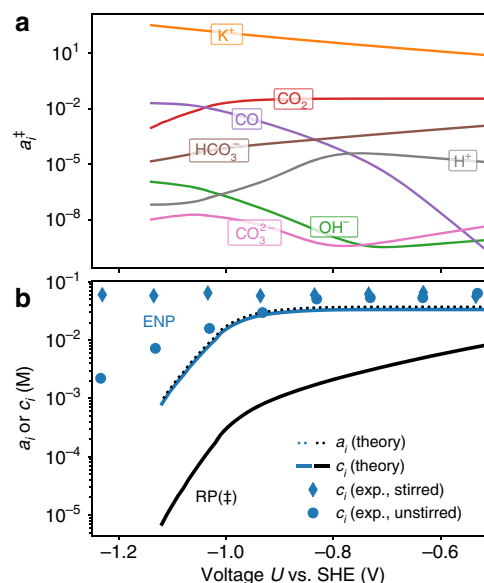 a
10¹
10⁻²
10⁻⁵
10⁻⁸
aᵢ‡
K⁺
CO₂
CO
HCO₃⁻
H⁺
OH⁻
CO₃²⁻
b
10⁻¹
10⁻²
10⁻³
10⁻⁴
10⁻⁵
aᵢ or cᵢ (M)
ENP
RP(‡)
aᵢ (theory)
cᵢ (theory)
cᵢ (exp., stirred)
cᵢ (exp., unstirred)
−1.2 −1.0 −0.8 −0.6
Voltage U vs. SHE (V)